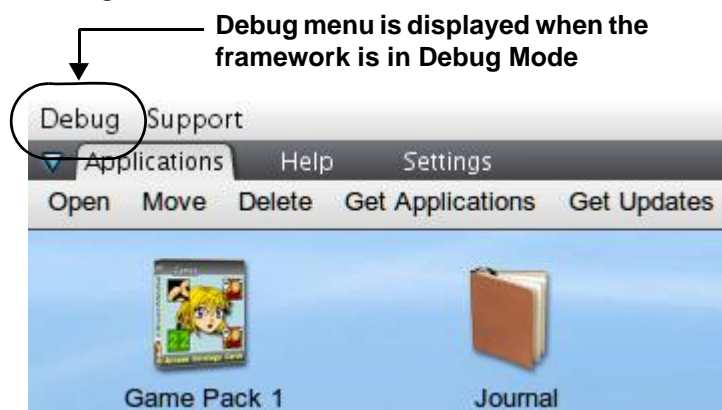 Debug menu is displayed when the
framework is in Debug Mode
Debug Support
Applications Help Settings
Open Move Delete Get Applications Get Updates
Game Pack 1 Journal